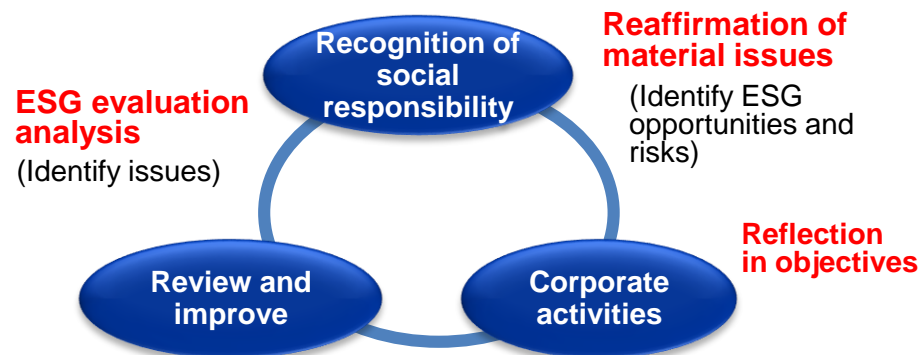 Recognition of
social
responsibility
Reaffirmation of
material issues
(Identify ESG
opportunities and
risks)
ESG evaluation
analysis
(Identify issues)
Reflection
in objectives
Review and
improve
Corporate
activities